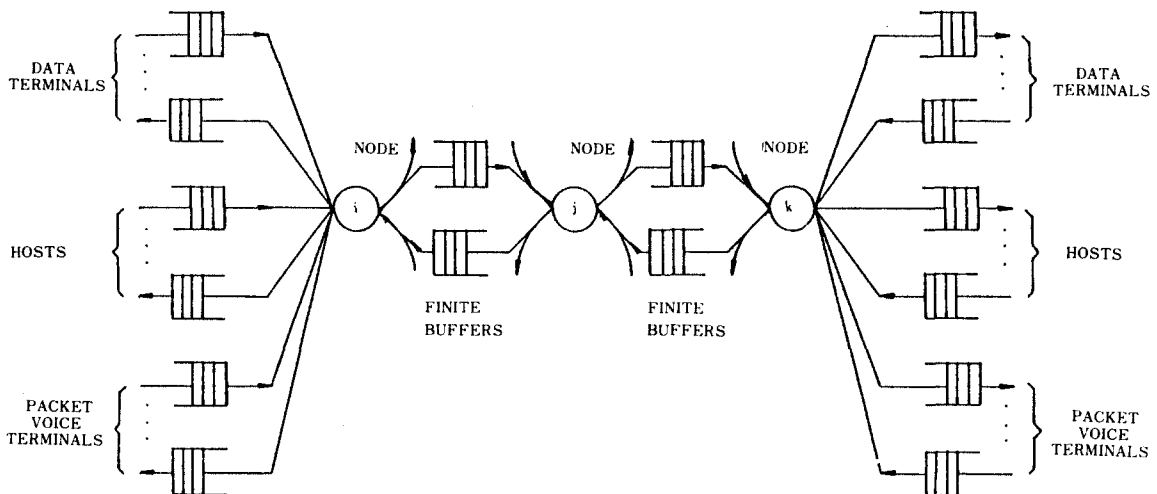 DATA
TERMINALS
HOSTS
PACKET
VOICE
TERMINALS
NODE
i
FINITE
BUFFERS
NODE
j
FINITE
BUFFERS
NODE
k
DATA
TERMINALS
HOSTS
PACKET
VOICE
TERMINALS